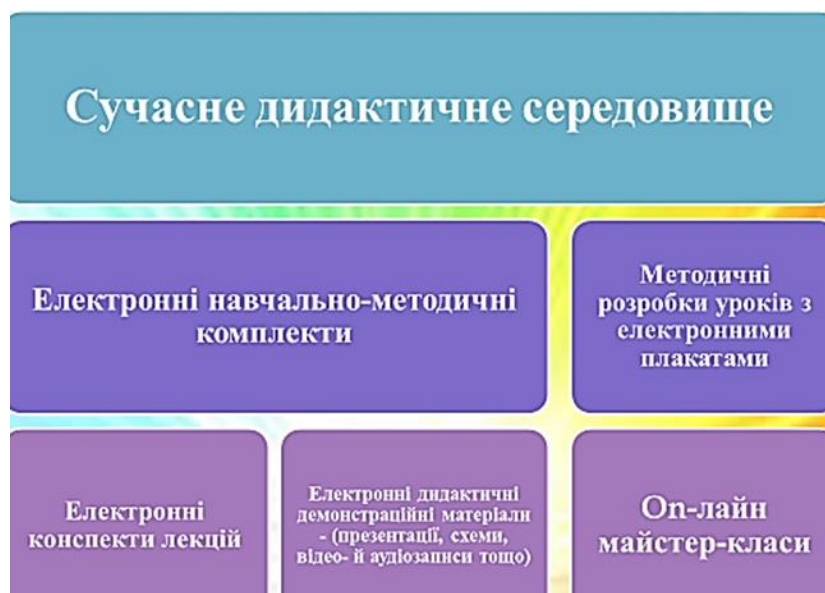 Сучасне дидактичне середовище
Електронні навчально-методичні
комплекти
Методичні
розробки уроків з
електронними
плакатами
Електронні
конспекти лекцій
Електронні дидактичні
демонстраційні матеріали
- (презентації, схеми,
відео- й аудіозаписи тощо)
On-лайн
майстер-класи